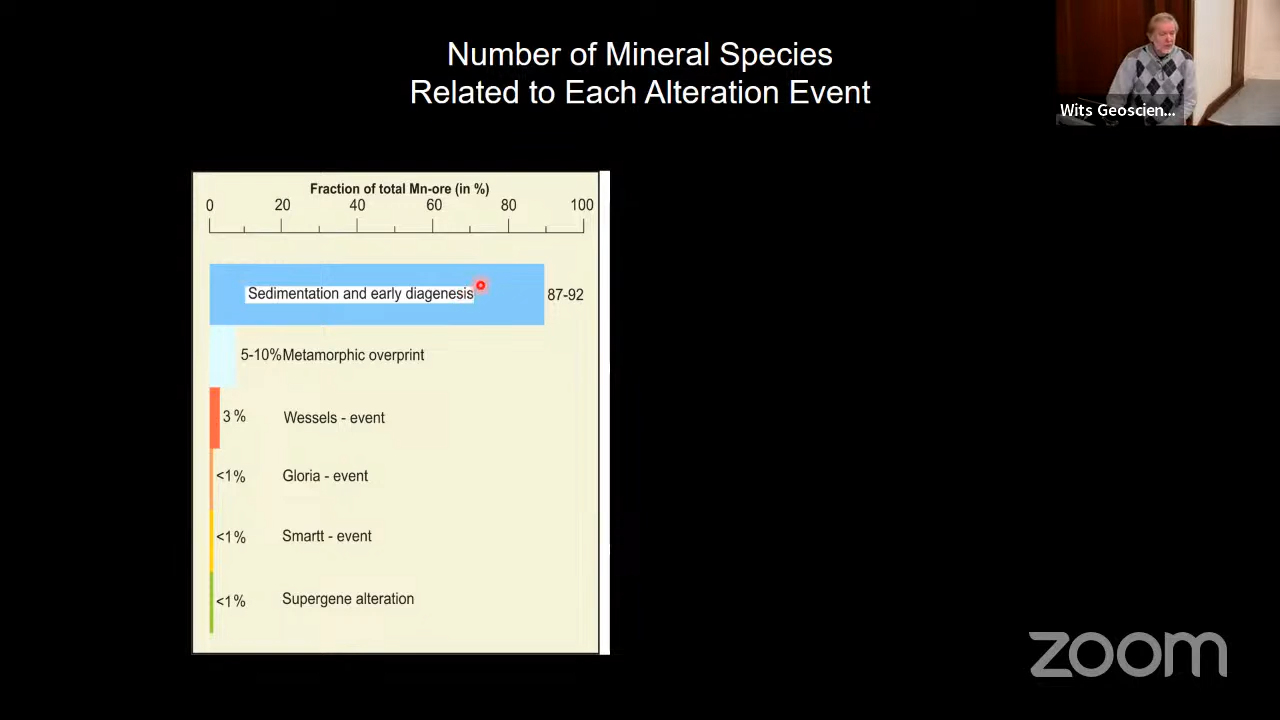 Number of Mineral Species
Related to Each Alteration Event
Wits Geoscien...
Fraction of total Mn-ore (in %)
0 20 40 60 80 100
Sedimentation and early diagenesis 87-92
5-10% Metamorphic overprint
3 % Wessels - event
<1% Gloria - event
<1% Smartt - event
<1% Supergene alteration
zoom